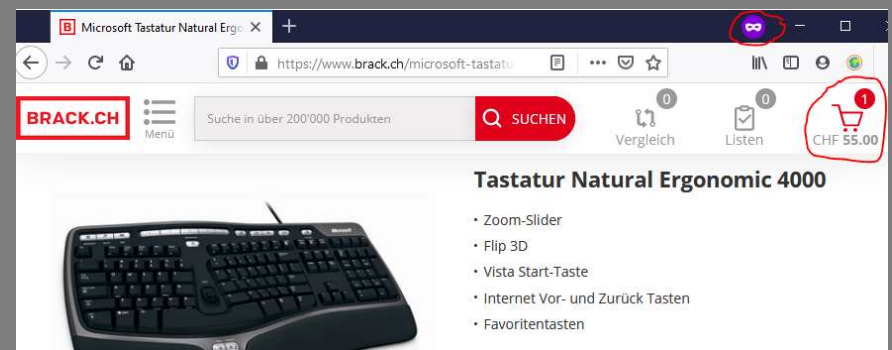 B Microsoft Tastatur Natural Ergo
https://www.brack.ch/microsoft-tastatu
BRACK.CH
Menü
Suche in über 200'000 Produkten
SUCHEN
0
Vergleich
0
Listen
1
CHF 55.00
Tastatur Natural Ergonomic 4000
· Zoom-Slider
· Flip 3D
· Vista Start-Taste
· Internet Vor- und Zurück Tasten
· Favoritentasten